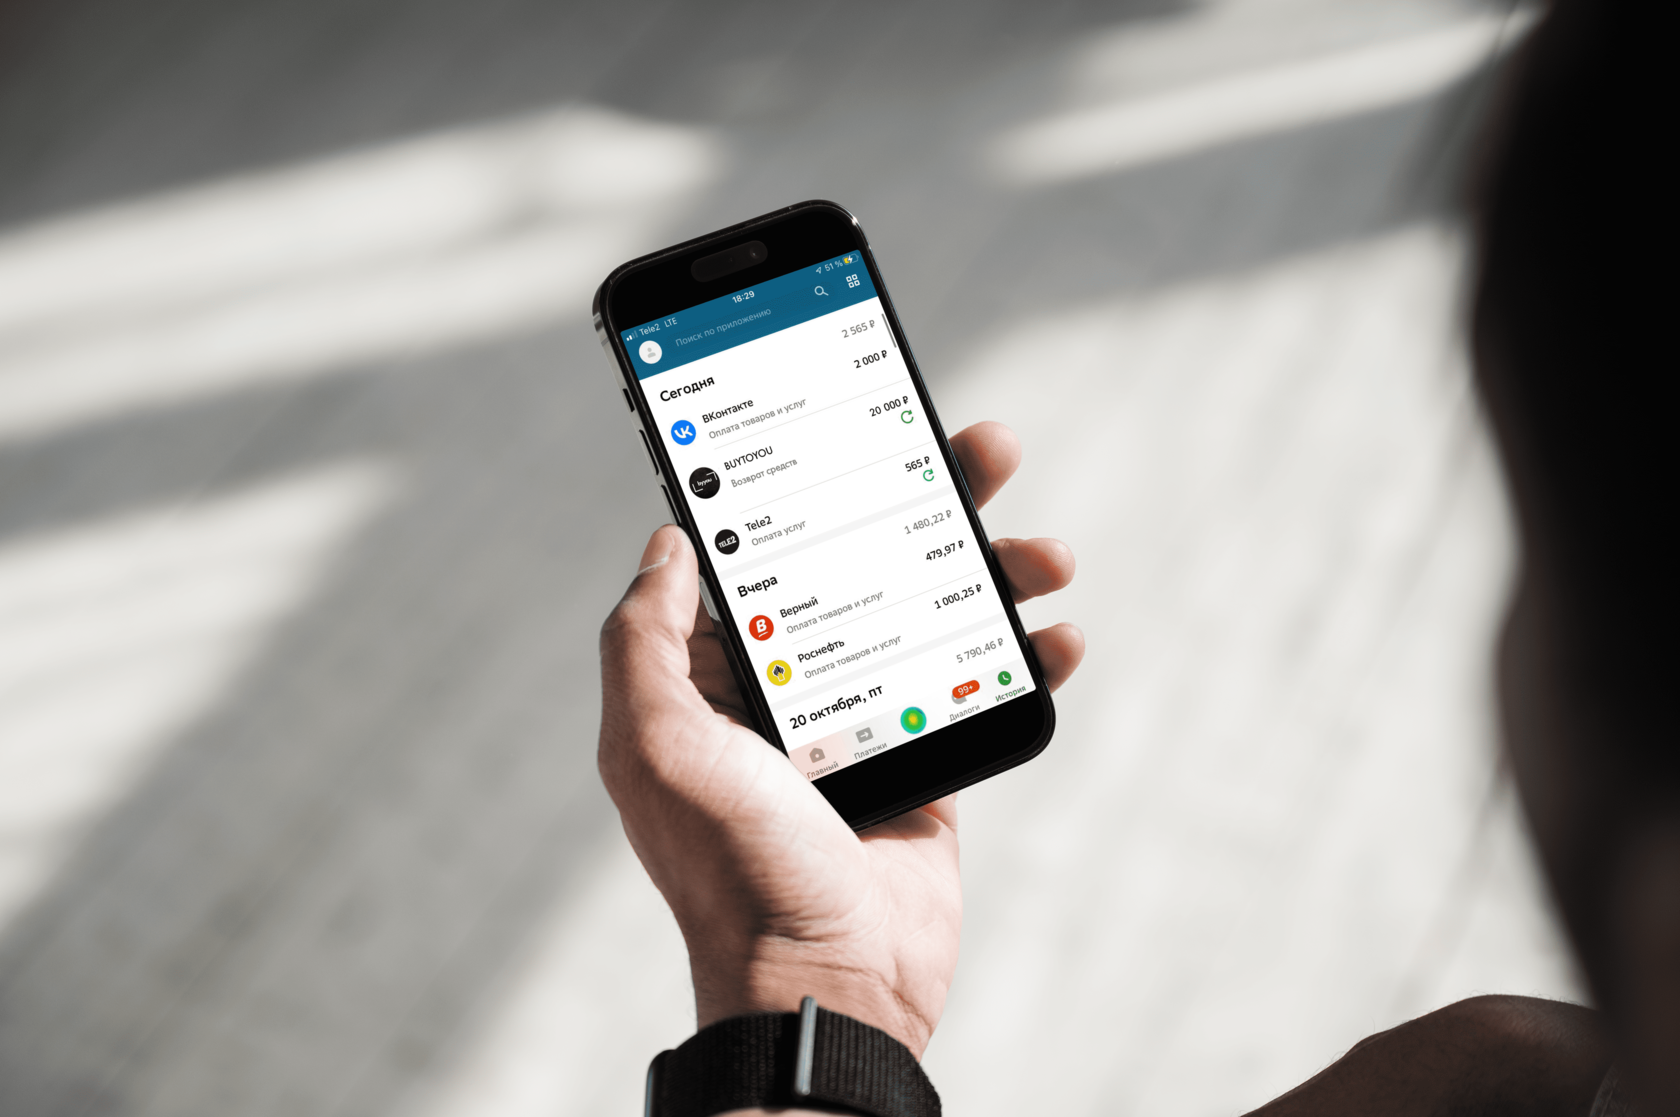 Tele2 LTE 18:29 51 %
Поиск по приложению
Сегодня 2 565 ₽
ВКонтакте 2 000 ₽
Оплата товаров и услуг
BUYTOYOU 20 000 ₽
Возврат средств
Tele2 565 ₽
TELE2
Оплата услуг
Вчера 1 480,22 ₽
Верный 479,97 ₽
В
Оплата товаров и услуг
Роснефть 1 000,25 ₽
Оплата товаров и услуг
20 октября, пт 5 790,46 ₽
99+
Главный Платежи Диалоги История